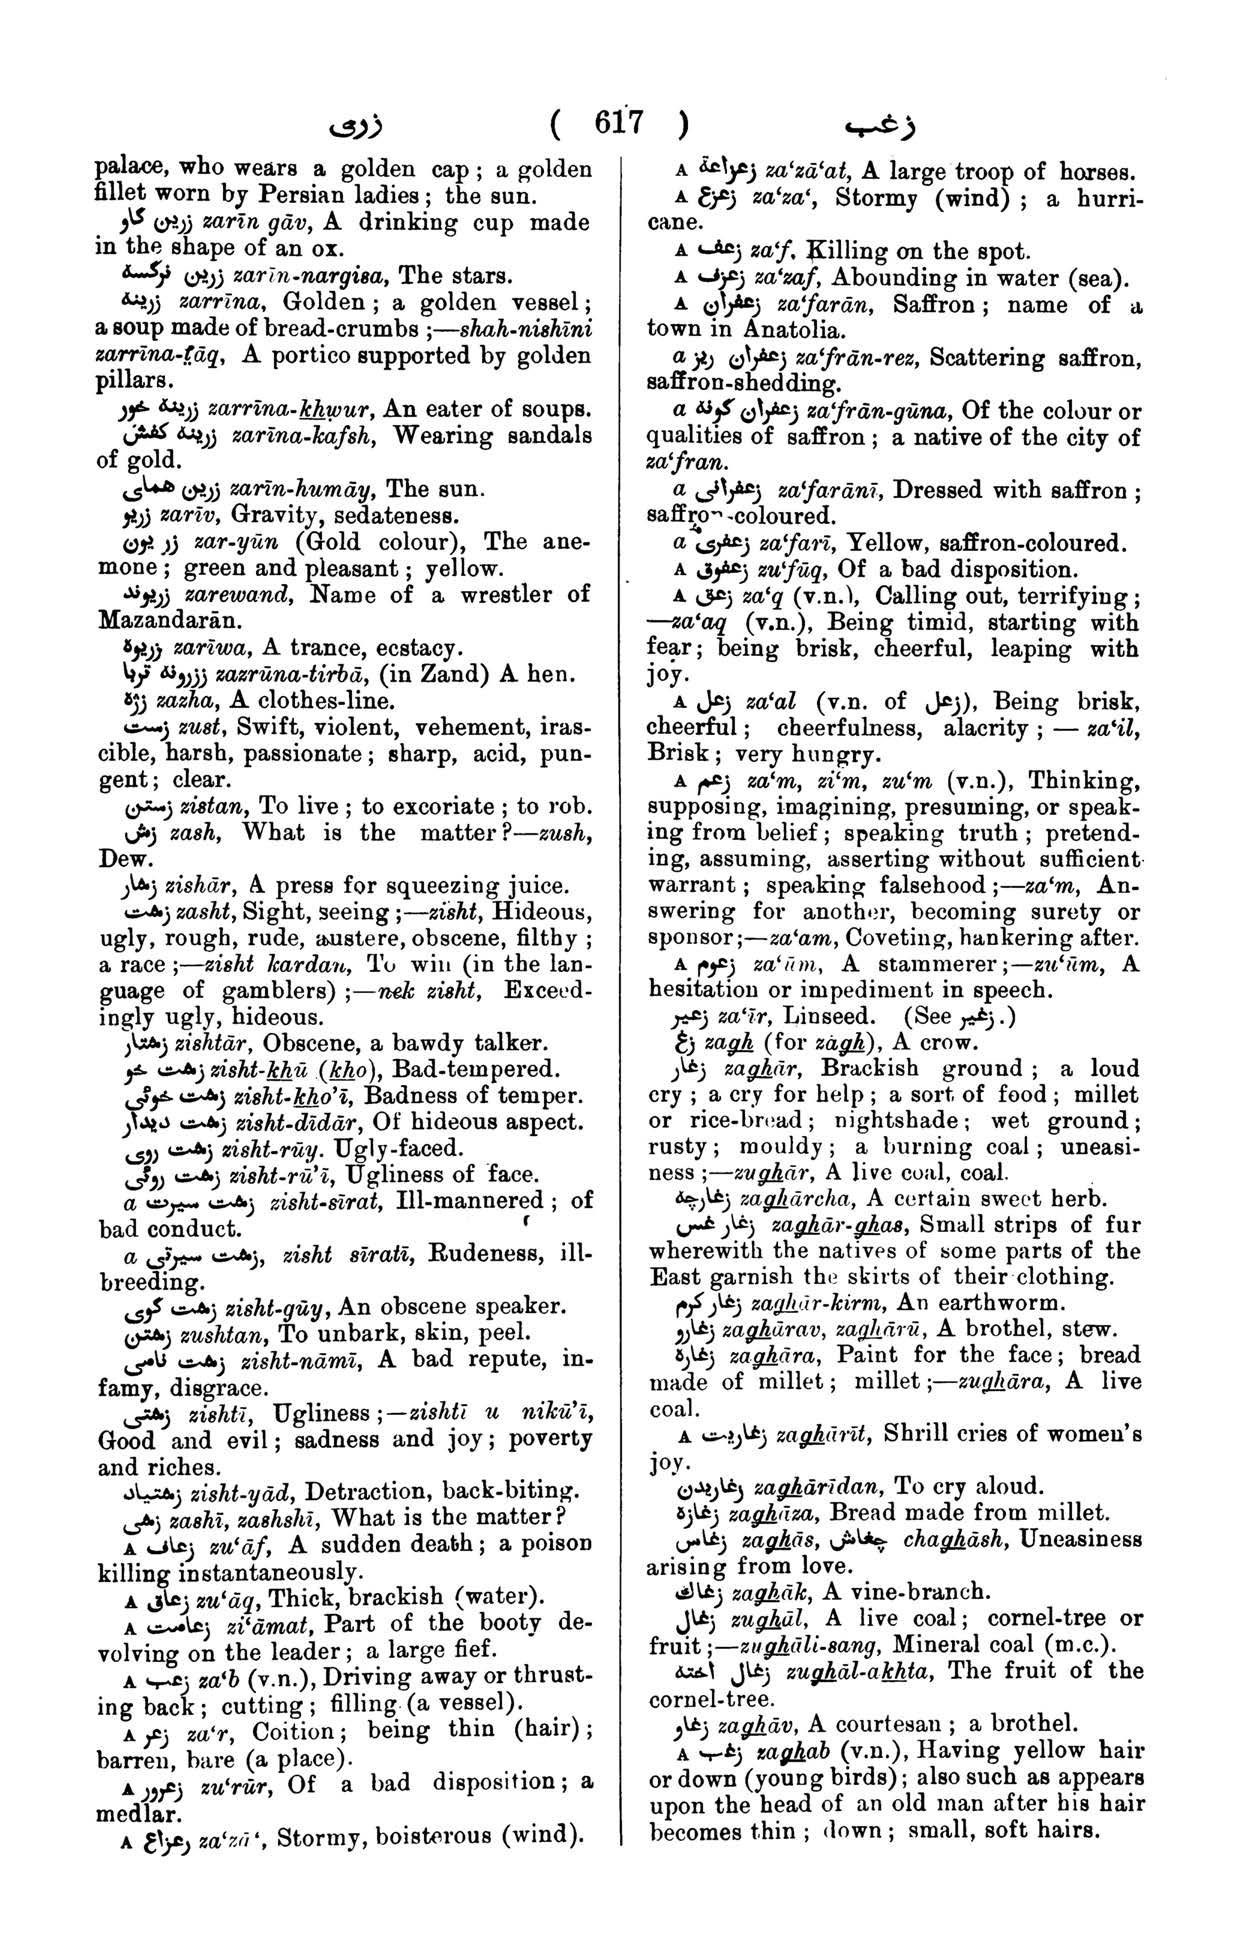 زری ( 617 ) زغب
palace, who wears a golden cap; a golden
fillet worn by Persian ladies; the sun.
زرین گاو zarīn gāv, A drinking cup made
in the shape of an ox.
زرین نرگسه zarīn-nargisa, The stars.
زرینه zarrīna, Golden; a golden vessel;
a soup made of bread-crumbs;—shah-nishīni
zarrīna-t̤āq, A portico supported by golden
pillars.
زرینه خور zarrīna-khẉur, An eater of soups.
زرینه کفش zarīna-kafsh, Wearing sandals
of gold.
زرین همای zarīn-humāy, The sun.
زریو zarīv, Gravity, sedateness.
زر یون zar-yūn (Gold colour), The ane-
mone; green and pleasant; yellow.
زریوند zarewand, Name of a wrestler of
Mazandarān.
زریوه zarīwa, A trance, ecstacy.
ززرونه تربا zazrūna-tirbā, (in Zand) A hen.
ززه zazha, A clothes-line.
زست zust, Swift, violent, vehement, iras-
cible, harsh, passionate; sharp, acid, pun-
gent; clear.
زستن zistan, To live; to excoriate; to rob.
زش zash, What is the matter?—zush,
Dew.
زشار zishār, A press for squeezing juice.
زشت zasht, Sight, seeing;—zisht, Hideous,
ugly, rough, rude, austere, obscene, filthy;
a race;—zisht kardan, To win (in the lan-
guage of gamblers);—nek zisht, Exceed-
ingly ugly, hideous.
زشتار zishtār, Obscene, a bawdy talker.
زشت خو zisht-khū (kho), Bad-tempered.
زشت خوئی zisht-kho’ī, Badness of temper.
زشت دیدار zisht-dīdār, Of hideous aspect.
زشت روی zisht-rūy. Ugly-faced.
زشت روئی zisht-rū’ī, Ugliness of face.
a زشت سیرت zisht-sīrat, Ill-mannered; of
bad conduct.
a زشت سیرتی, zisht sīratī, Rudeness, ill-
breeding.
زشت گوی zisht-gūy, An obscene speaker.
زشتن zushtan, To unbark, skin, peel.
زشت نامی zisht-nāmī, A bad repute, in-
famy, disgrace.
زشتی zishtī, Ugliness;—zishtī u nikū’ī,
Good and evil; sadness and joy; poverty
and riches.
زشتیاد zisht-yād, Detraction, back-biting.
زشی zashī, zashshī, What is the matter?
A زعاف zu‘āf, A sudden death; a poison
killing instantaneously.
A زعاق zu‘āq, Thick, brackish (water).
A زعامت zi‘āmat, Part of the booty de-
volving on the leader; a large fief.
A زعب za‘b (v.n.), Driving away or thrust-
ing back; cutting; filling (a vessel).
A زعر za‘r, Coition; being thin (hair);
barren, bare (a place).
A زعرور zu‘rūr, Of a bad disposition; a
medlar.
A زعزاع za‘zā‘, Stormy, boisterous (wind).
A زعزاعة za‘zā‘at, A large troop of horses.
A زعزع za‘za‘, Stormy (wind); a hurri-
cane.
A زعف za‘f, Killing on the spot.
A زعزف za‘zaf, Abounding in water (sea).
A زعفران za‘farān, Saffron; name of a
town in Anatolia.
a زعفران ریز za‘frān-rez, Scattering saffron,
saffron-shedding.
a زعفران گونه za‘frān-gūna, Of the colour or
qualities of saffron; a native of the city of
za‘fran.
a زعفرانی za‘farānī, Dressed with saffron;
saffron-coloured.
a زعفری za‘farī, Yellow, saffron-coloured.
A زعفوق zu‘fūq, Of a bad disposition.
A زعق za‘q (v.n.), Calling out, terrifying;
—za‘aq (v.n.), Being timid, starting with
fear; being brisk, cheerful, leaping with
joy.
A زعل za‘al (v.n. of زعل), Being brisk,
cheerful; cheerfulness, alacrity; — za‘il,
Brisk; very hungry.
A زعم za‘m, zi‘m, zu‘m (v.n.), Thinking,
supposing, imagining, presuming, or speak-
ing from belief; speaking truth; pretend-
ing, assuming, asserting without sufficient
warrant; speaking falsehood;—za‘m, An-
swering for another, becoming surety or
sponsor;—za‘am, Coveting, hankering after.
A زعوم za‘ūm, A stammerer;—zu‘ūm, A
hesitation or impediment in speech.
زعیر za‘īr, Linseed. (See زغیر.)
زغ zagh (for zāgh), A crow.
زغار zaghār, Brackish ground; a loud
cry; a cry for help; a sort of food; millet
or rice-bread; nightshade; wet ground;
rusty; mouldy; a burning coal; uneasi-
ness;—zughār, A live coal, coal.
زغارچه zaghārcha, A certain sweet herb.
زغار غس zaghār-ghas, Small strips of fur
wherewith the natives of some parts of the
East garnish the skirts of their clothing.
زغار کرم zaghār-kirm, An earthworm.
زغارو zaghārav, zaghārū, A brothel, stew.
زغاره zaghāra, Paint for the face; bread
made of millet; millet;—zughāra, A live
coal.
A زغاریت zaghārīt, Shrill cries of women’s
joy.
زغاریدن zaghārīdan, To cry aloud.
زغازه zaghāza, Bread made from millet.
زغاس zaghās, چغاش chaghāsh, Uneasiness
arising from love.
زغاك zaghāk, A vine-branch.
زغال zughāl, A live coal; cornel-tree or
fruit;—zughāli-sang, Mineral coal (m.c.).
زغال اخته zughāl-akhta, The fruit of the
cornel-tree.
زغاو zaghāv, A courtesan; a brothel.
A زغب zaghab (v.n.), Having yellow hair
or down (young birds); also such as appears
upon the head of an old man after his hair
becomes thin; down; small, soft hairs.